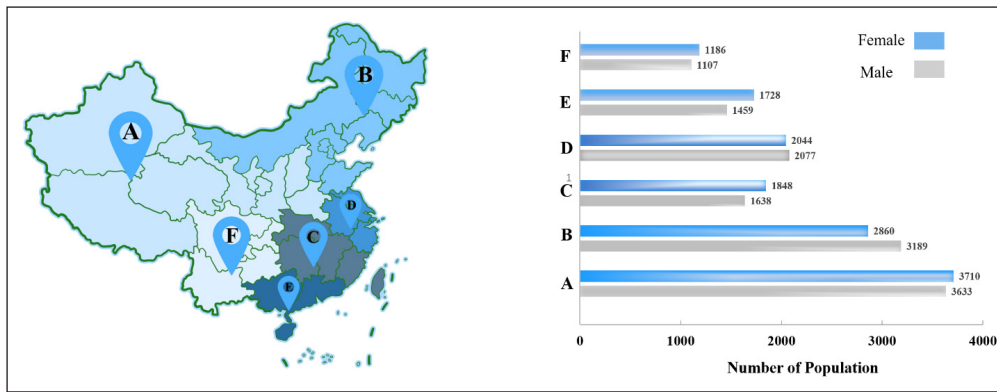 A
B
D
F
C
E
Female
Male
F
1186
1107
E
1728
1459
D
2044
2077
1
C
1848
1638
B
2860
3189
A
3710
3633
0 1000 2000 3000 4000
Number of Population